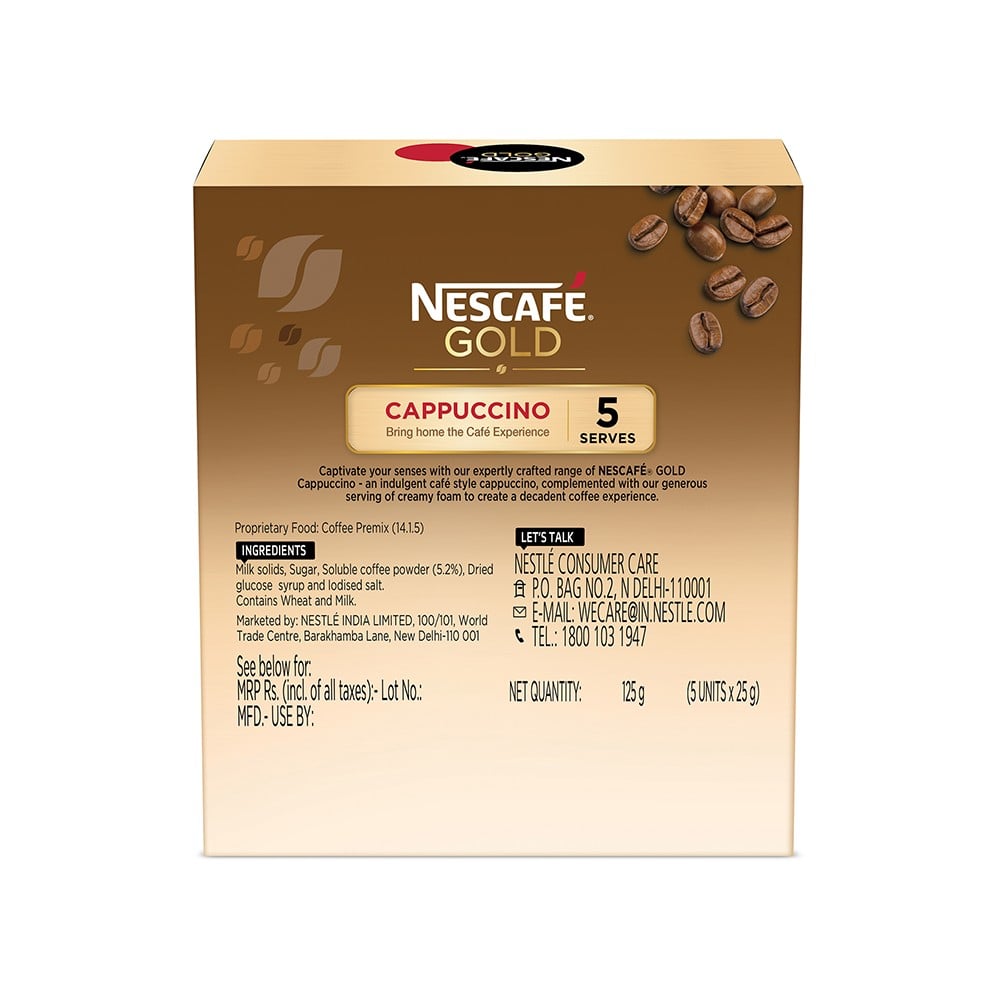 NESCAFÉ
GOLD
NESCAFÉ®
GOLD
CAPPUCCINO
Bring home the Café Experience
5
SERVES
Captivate your senses with our expertly crafted range of NESCAFÉ® GOLD
Cappuccino - an indulgent café style cappuccino, complemented with our generous
serving of creamy foam to create a decadent coffee experience.
Proprietary Food: Coffee Premix (14.1.5)
INGREDIENTS
Milk solids, Sugar, Soluble coffee powder (5.2%), Dried
glucose syrup and Iodised salt.
Contains Wheat and Milk.
Marketed by: NESTLÉ INDIA LIMITED, 100/101, World
Trade Centre, Barakhamba Lane, New Delhi-110 001
See below for:
MRP Rs. (incl. of all taxes):- Lot No.:
MFD.- USE BY:
LET'S TALK
NESTLÉ CONSUMER CARE
P.O. BAG NO.2, N DELHI-110001
E-MAIL: WECARE@IN.NESTLE.COM
TEL.: 1800 103 1947
NET QUANTITY: 125 g (5 UNITS x 25 g)